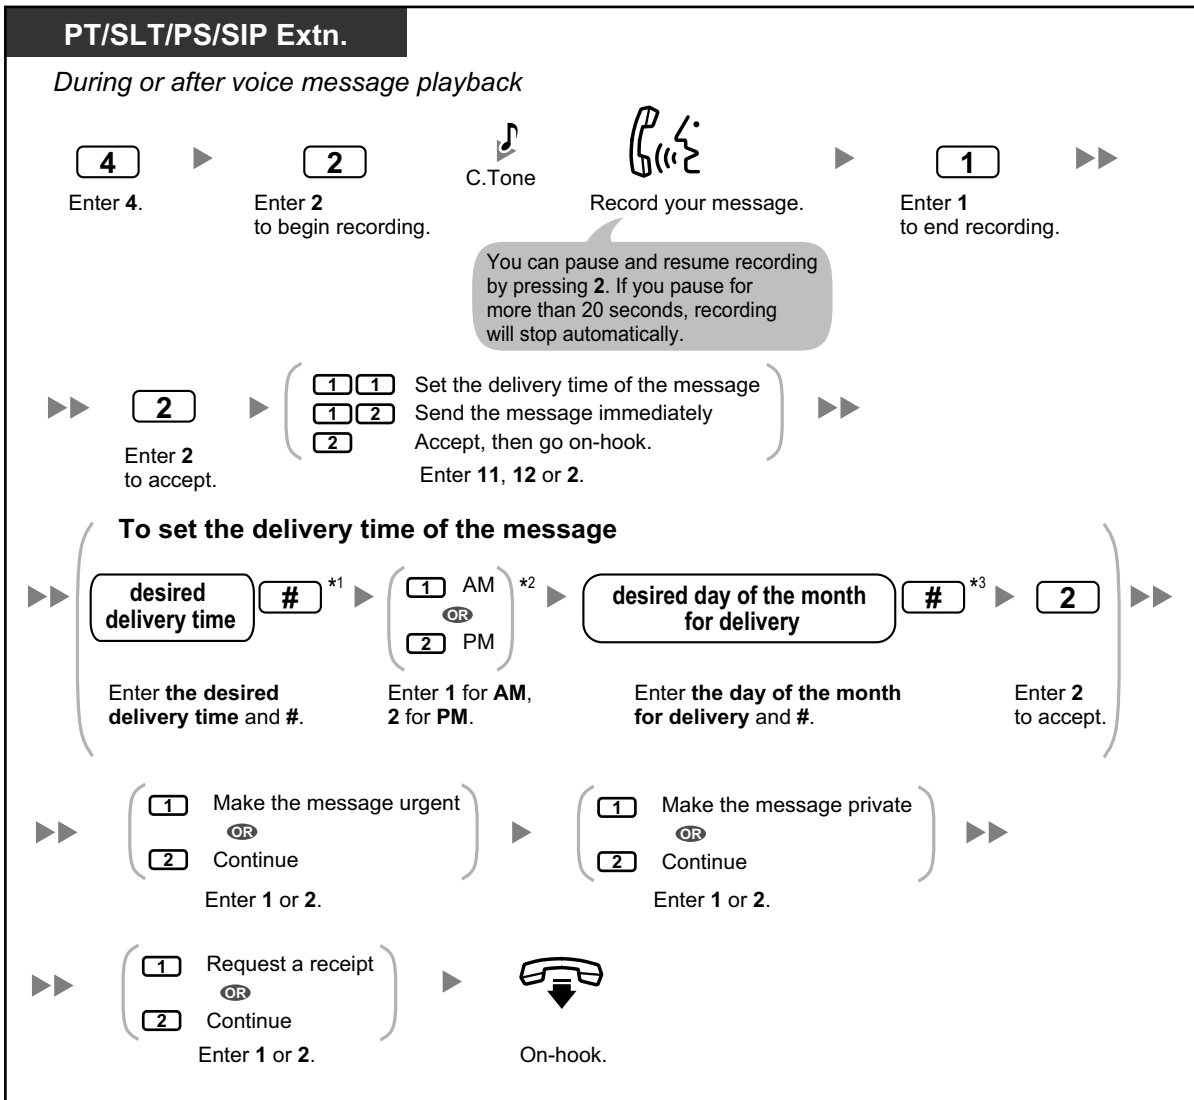 PT/SLT/PS/SIP Extn.
During or after voice message playback
4
2
C.Tone
1
Enter 4.
Enter 2
to begin recording.
Record your message.
Enter 1
to end recording.
You can pause and resume recording
by pressing 2. If you pause for
more than 20 seconds, recording
will stop automatically.
2
Enter 2
to accept.
1 1 Set the delivery time of the message
1 2 Send the message immediately
2 Accept, then go on-hook.
Enter 11, 12 or 2.
To set the delivery time of the message
desired
delivery time
# *1
1 AM
OR
2 PM
*2
desired day of the month
for delivery
# *3
2
Enter the desired
delivery time and #.
Enter 1 for AM,
2 for PM.
Enter the day of the month
for delivery and #.
Enter 2
to accept.
1 Make the message urgent
OR
2 Continue
Enter 1 or 2.
1 Make the message private
OR
2 Continue
Enter 1 or 2.
1 Request a receipt
OR
2 Continue
Enter 1 or 2.
On-hook.